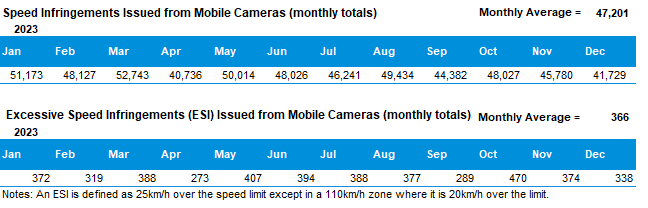 Speed Infringements Issued from Mobile Cameras (monthly totals) Monthly Average = 47,201
2023
Jan Feb Mar Apr May Jun Jul Aug Sep Oct Nov Dec
51,173 48,127 52,743 40,736 50,014 48,026 46,241 49,434 44,382 48,027 45,780 41,729
Excessive Speed Infringements (ESI) Issued from Mobile Cameras (monthly totals) Monthly Average = 366
2023
Jan Feb Mar Apr May Jun Jul Aug Sep Oct Nov Dec
372 319 388 273 407 394 388 377 289 470 374 338
Notes: An ESI is defined as 25km/h over the speed limit except in a 110km/h zone where it is 20km/h over the limit.